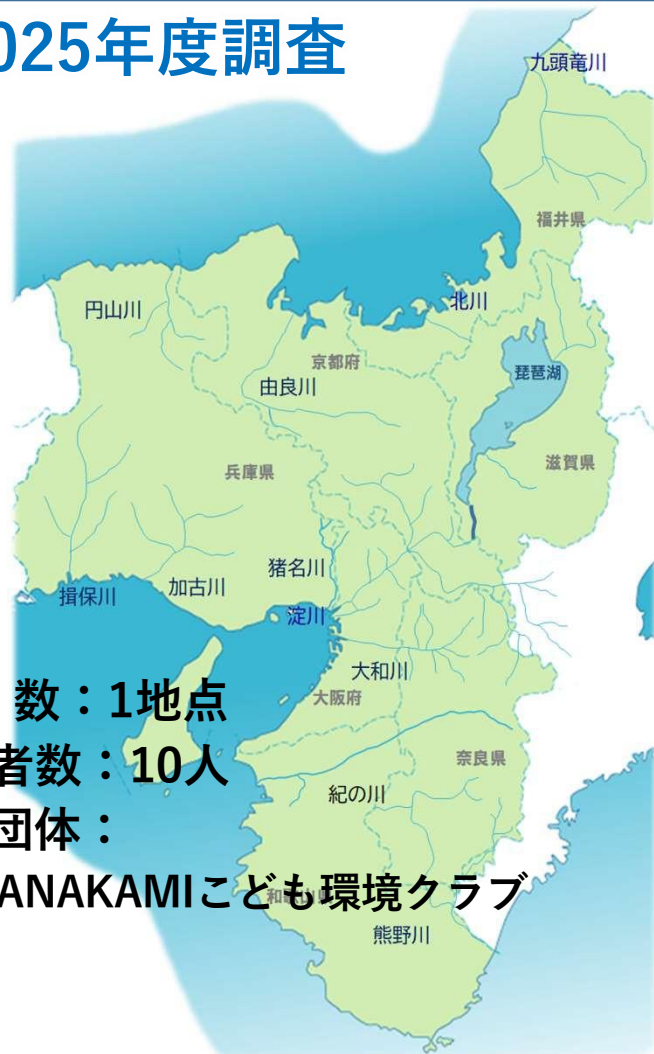 025年度調査
九頭竜川
福井県
円山川
北川
京都府
琵琶湖
由良川
滋賀県
兵庫県
猪名川
加古川
揖保川
淀川
大和川
数：1地点
大阪府
者数：10人
奈良県
紀の川
団体：
ANAKAMIこども環境クラブ
和歌山県
熊野川